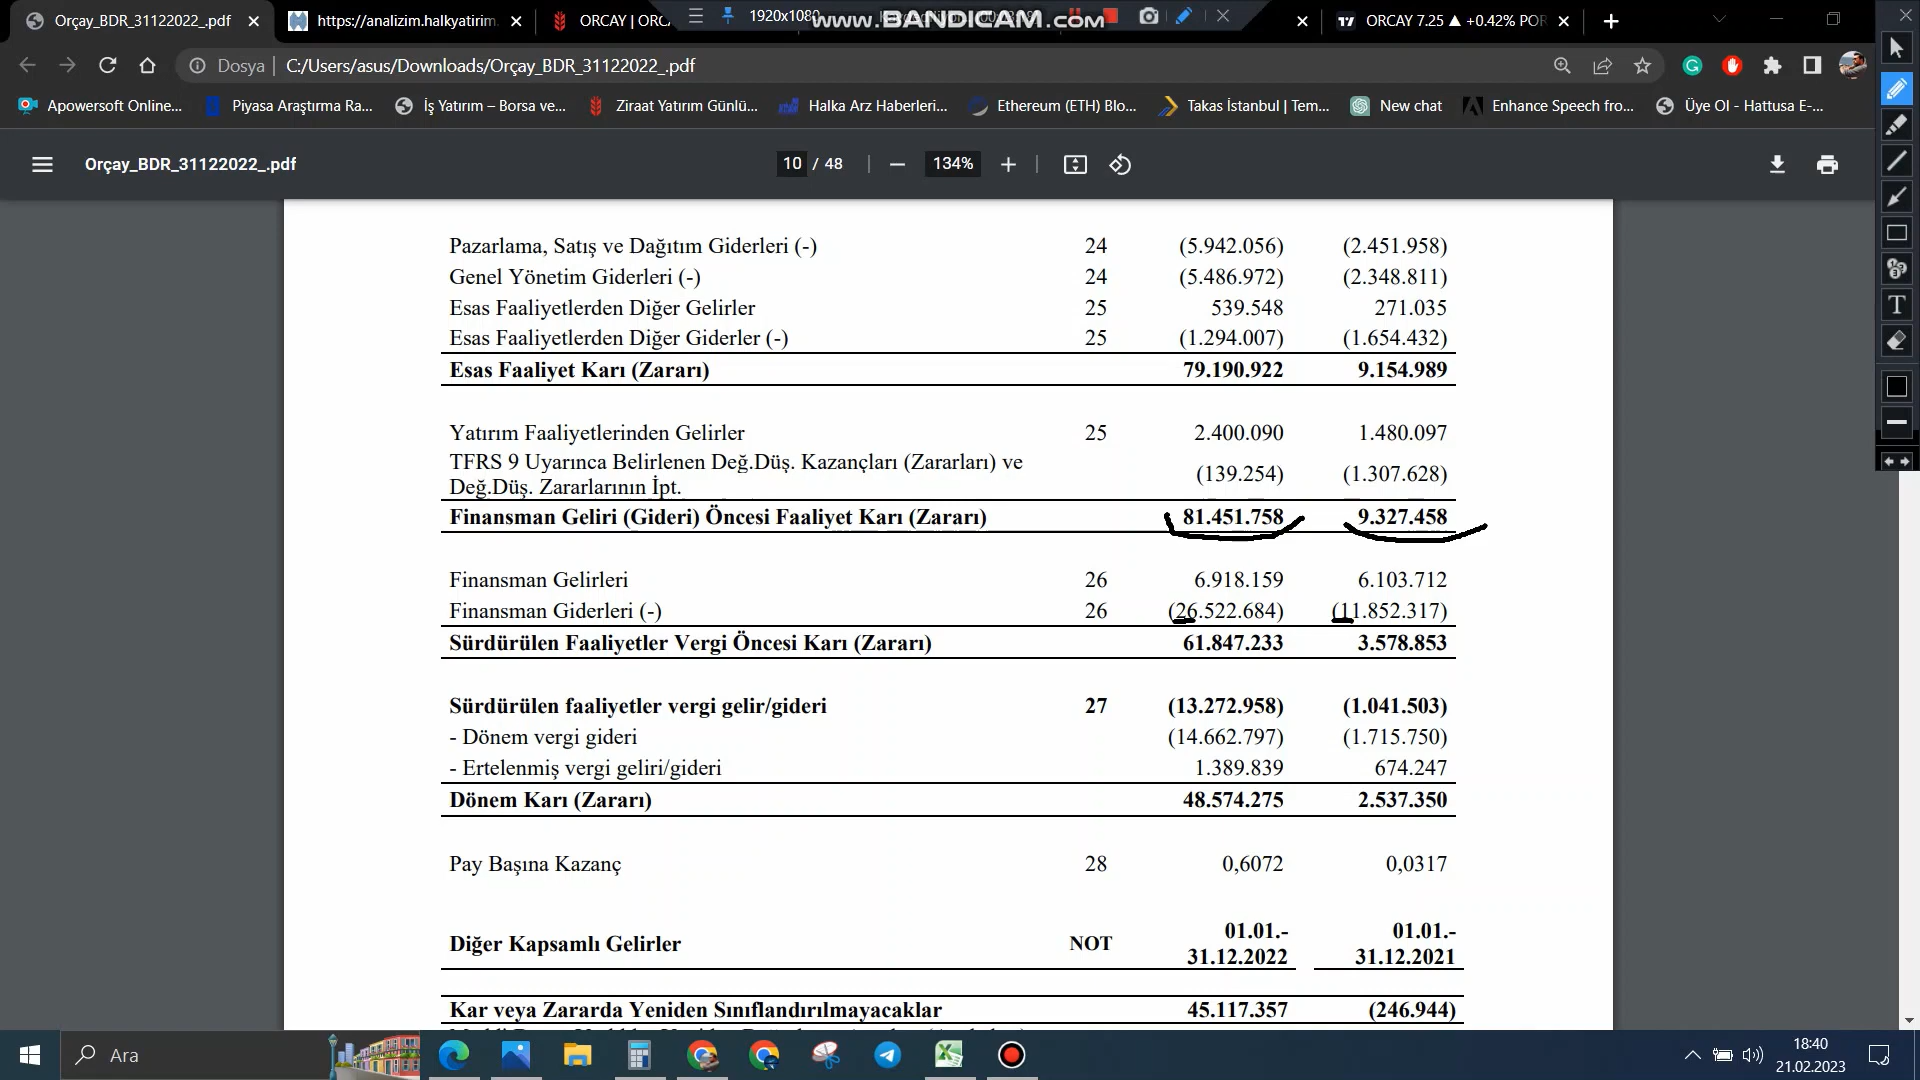 Orçay_BDR_31122022_.pdf
https://analizim.halkyatirim.
ORCAY | ORC
1920x1080
www.BANDICAM.com
ORCAY 7.25 ▲ +0.42% POR
Dosya | C:/Users/asus/Downloads/Orçay_BDR_31122022_.pdf
Apowersoft Online... Piyasa Araştırma Ra... İş Yatırım – Borsa ve... Ziraat Yatırım Günlü... Halka Arz Haberleri... Ethereum (ETH) Blo... Takas İstanbul | Tem... New chat Enhance Speech fro... Üye Ol - Hattusa E-...
Orçay_BDR_31122022_.pdf 10 / 48 134%
Pazarlama, Satış ve Dağıtım Giderleri (-) 24 (5.942.056) (2.451.958)
Genel Yönetim Giderleri (-) 24 (5.486.972) (2.348.811)
Esas Faaliyetlerden Diğer Gelirler 25 539.548 271.035
Esas Faaliyetlerden Diğer Giderler (-) 25 (1.294.007) (1.654.432)
Esas Faaliyet Karı (Zararı) 79.190.922 9.154.989
Yatırım Faaliyetlerinden Gelirler 25 2.400.090 1.480.097
TFRS 9 Uyarınca Belirlenen Değ.Düş. Kazançları (Zararları) ve
Değ.Düş. Zararlarının İpt. (139.254) (1.307.628)
Finansman Geliri (Gideri) Öncesi Faaliyet Karı (Zararı) 81.451.758 9.327.458
Finansman Gelirleri 26 6.918.159 6.103.712
Finansman Giderleri (-) 26 (26.522.684) (11.852.317)
Sürdürülen Faaliyetler Vergi Öncesi Karı (Zararı) 61.847.233 3.578.853
Sürdürülen faaliyetler vergi gelir/gideri 27 (13.272.958) (1.041.503)
- Dönem vergi gideri (14.662.797) (1.715.750)
- Ertelenmiş vergi geliri/gideri 1.389.839 674.247
Dönem Karı (Zararı) 48.574.275 2.537.350
Pay Başına Kazanç 28 0,6072 0,0317
01.01.- 01.01.-
Diğer Kapsamlı Gelirler NOT
31.12.2022 31.12.2021
Kar veya Zararda Yeniden Sınıflandırılmayacaklar 45.117.357 (246.944)
Ara
18:40
21.02.2023